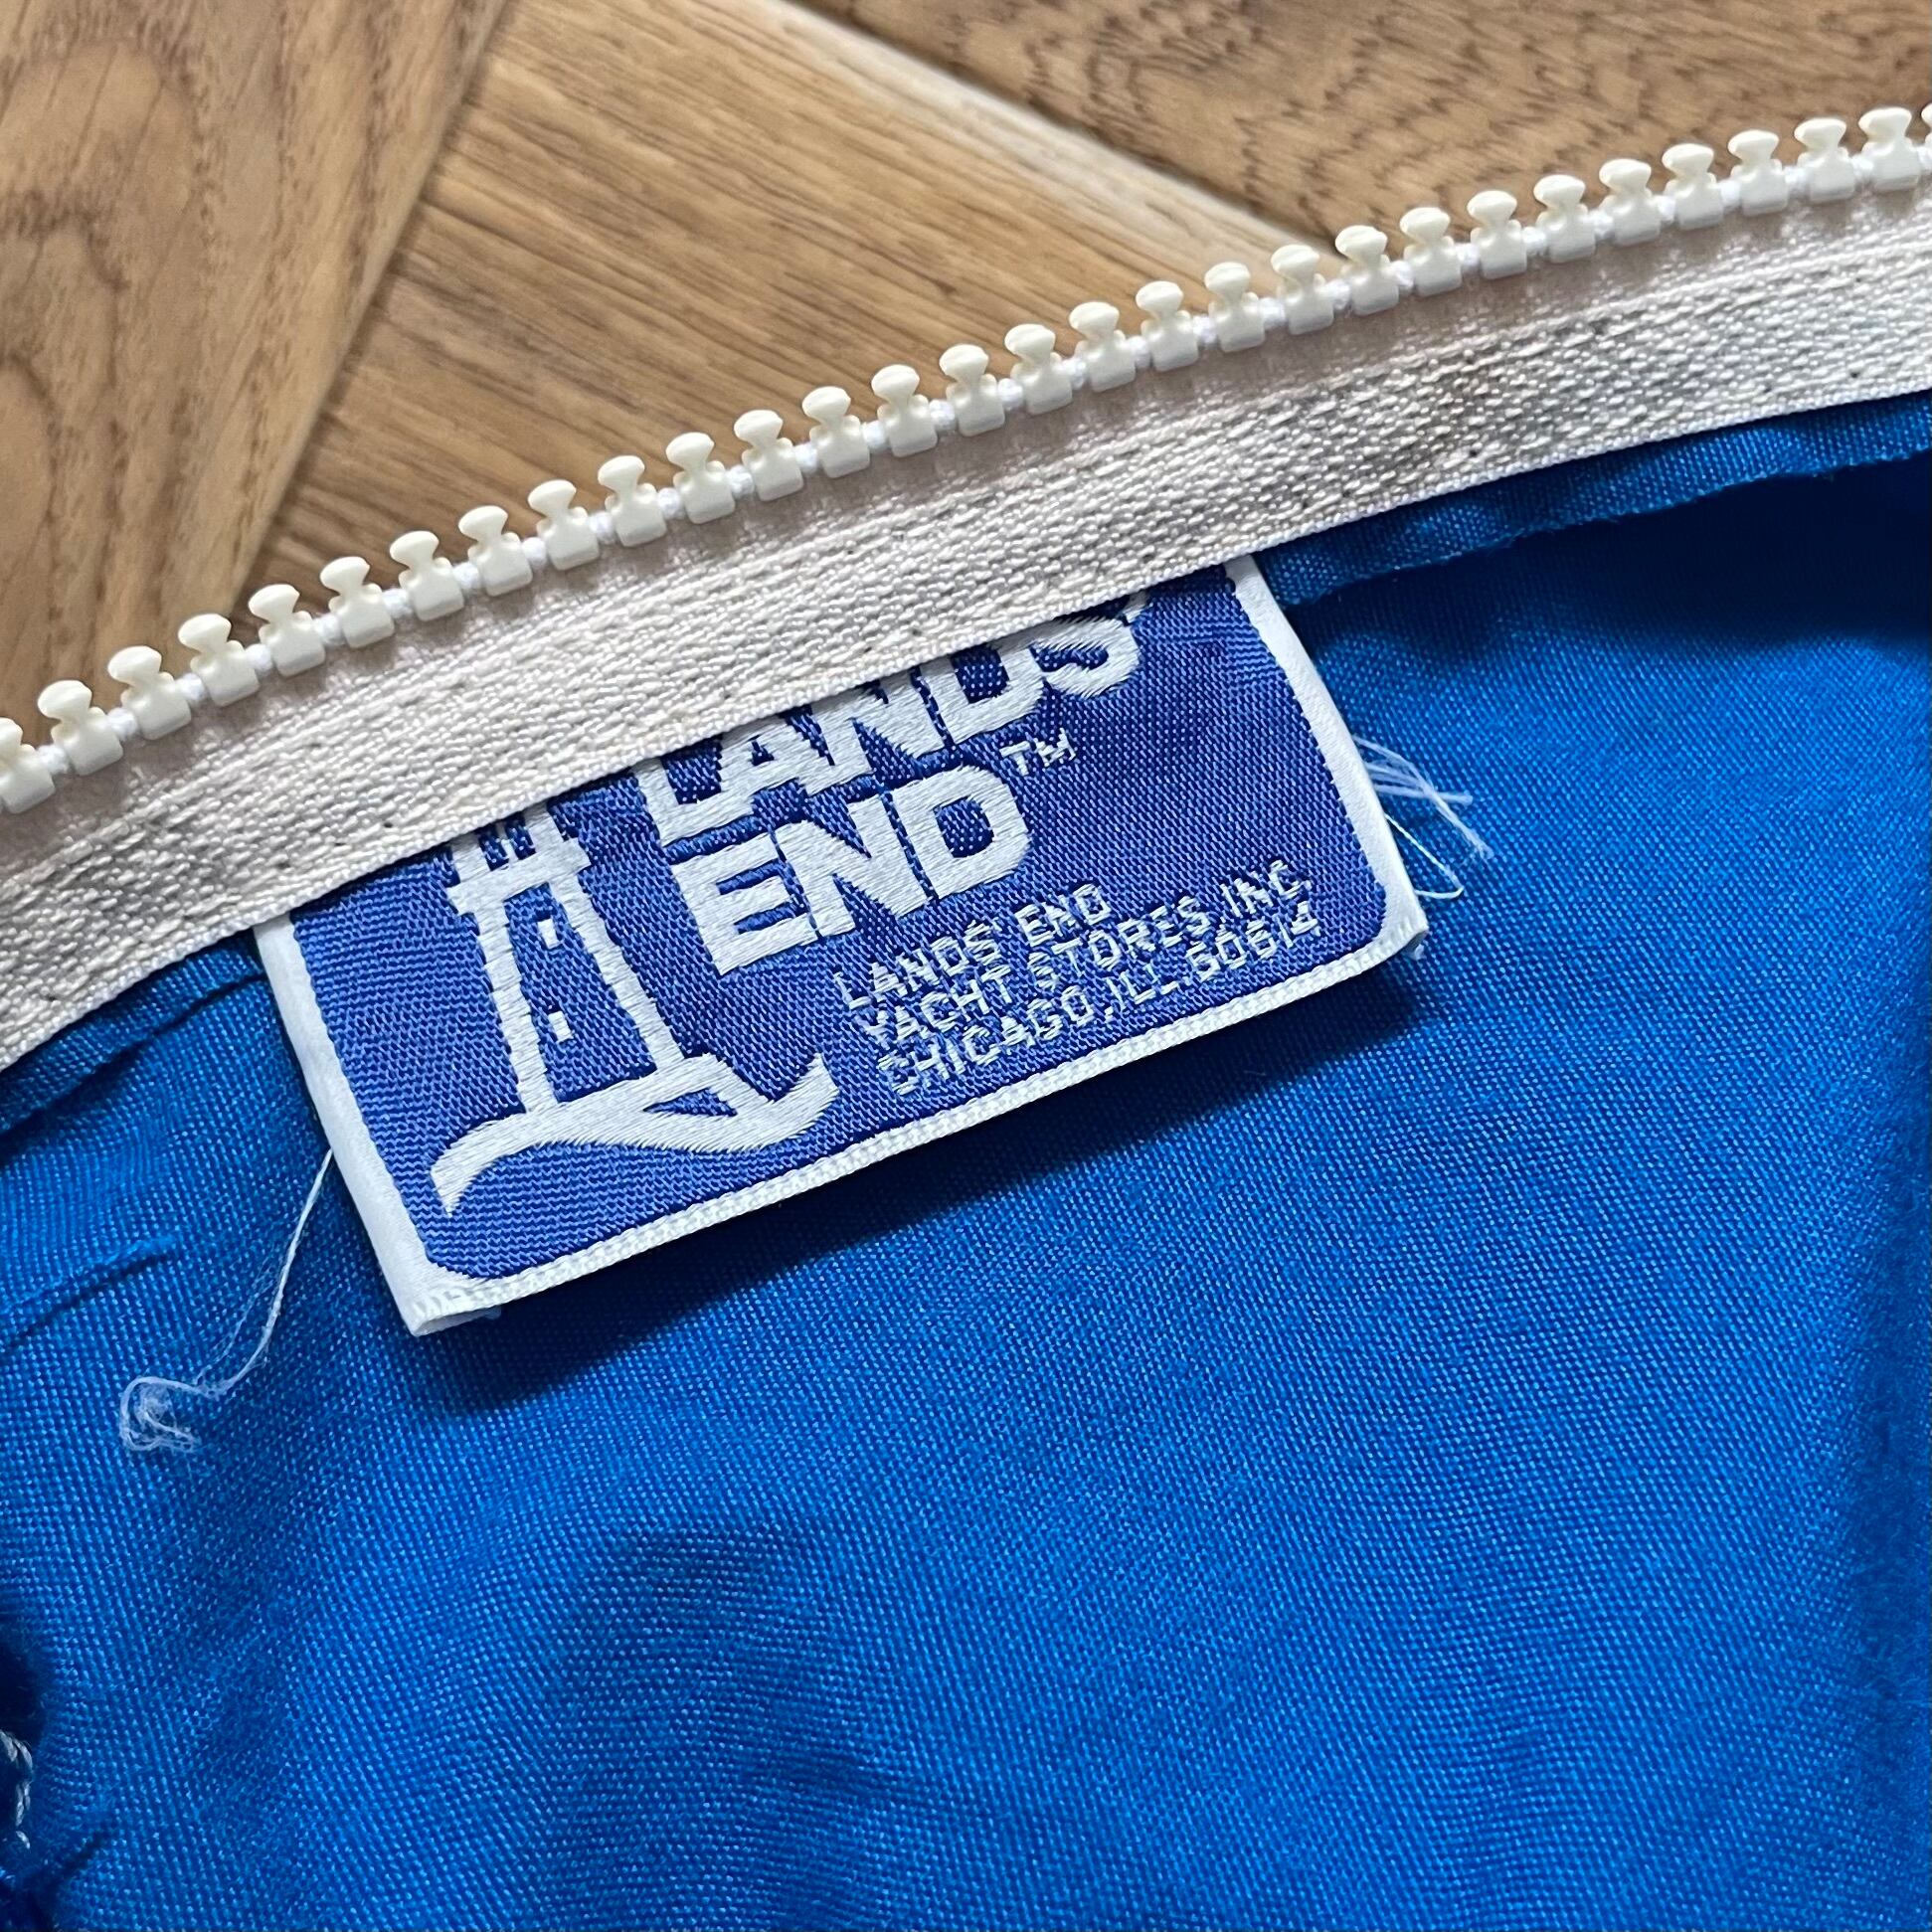 LANDS'
END™
LANDS' END
YACHT STORES, INC.
CHICAGO, ILL. 60614